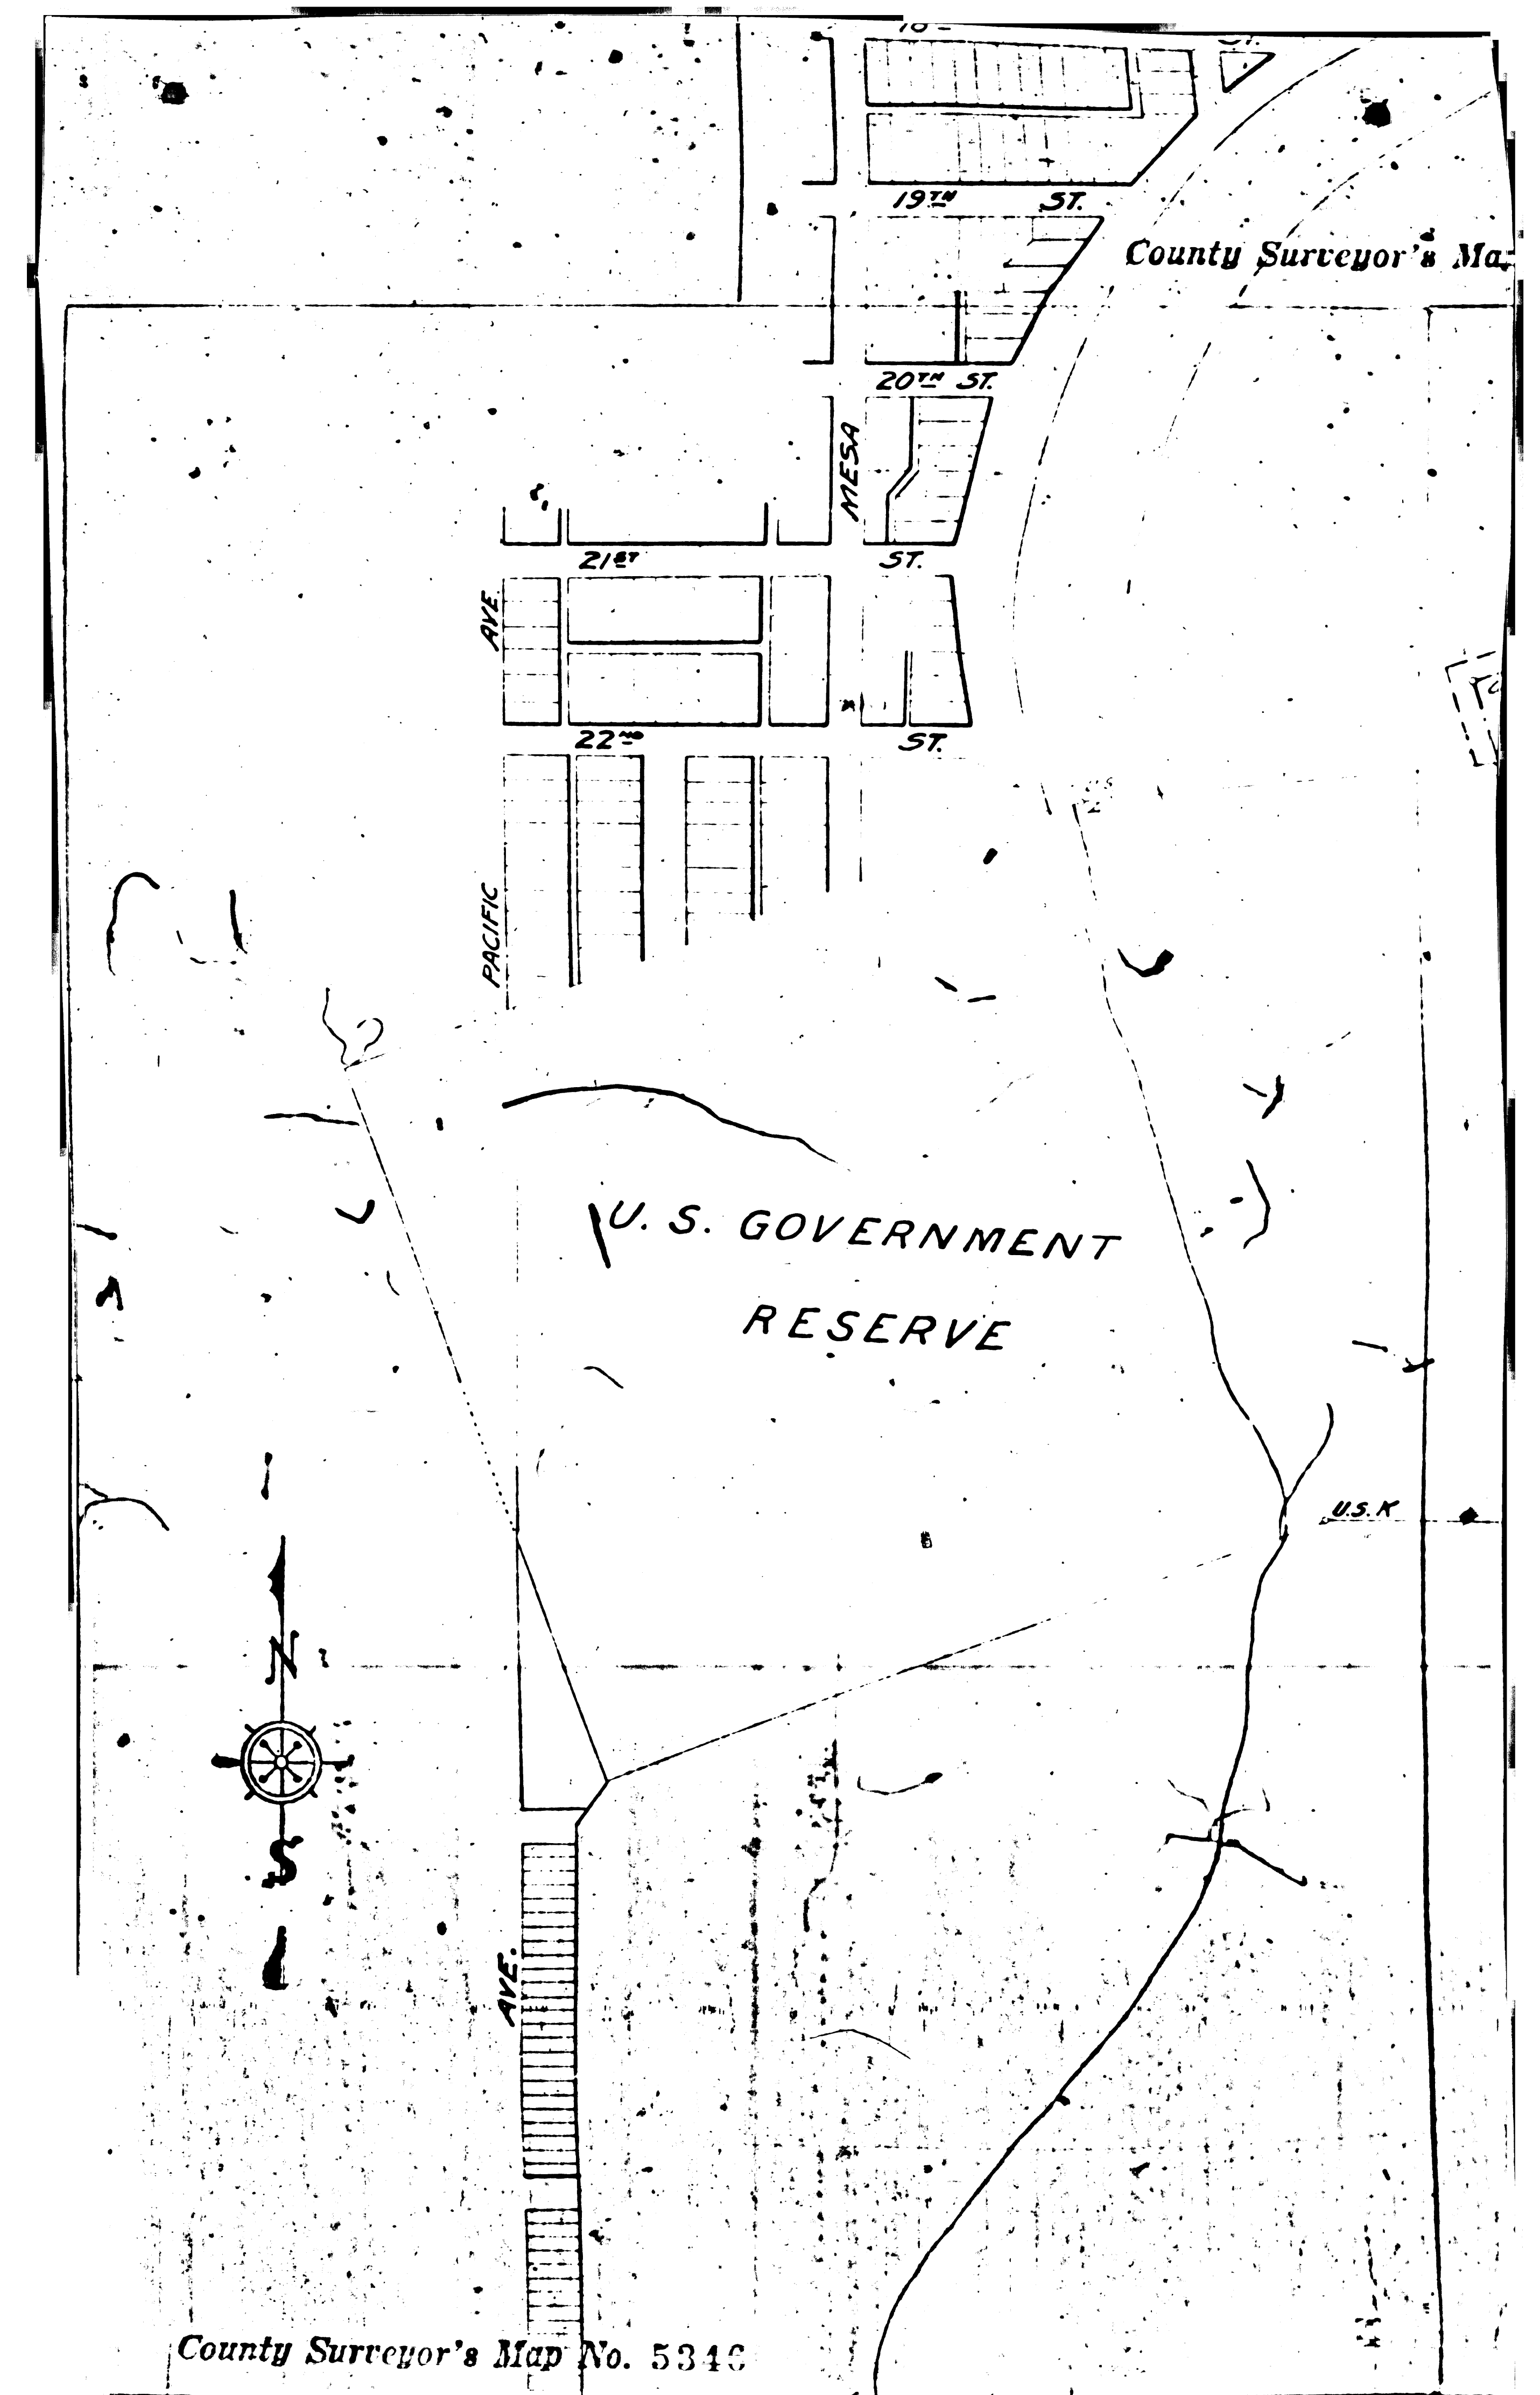 19TH ST.
County Surveyor's Ma
20TH ST.
MESA
21ST ST.
AVE.
22ND ST.
PACIFIC
U. S. GOVERNMENT
RESERVE
U.S. K
N
S
AVE.
County Surveyor's Map No. 5346